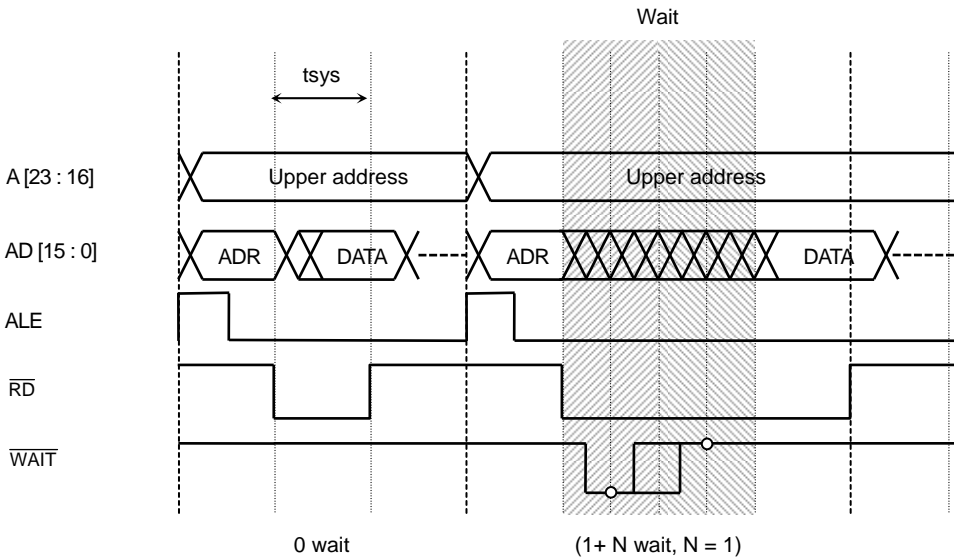 Wait
tsys
A [23 : 16] Upper address Upper address
AD [15 : 0] ADR DATA ADR DATA
ALE
RD
WAIT
0 wait (1+ N wait, N = 1)